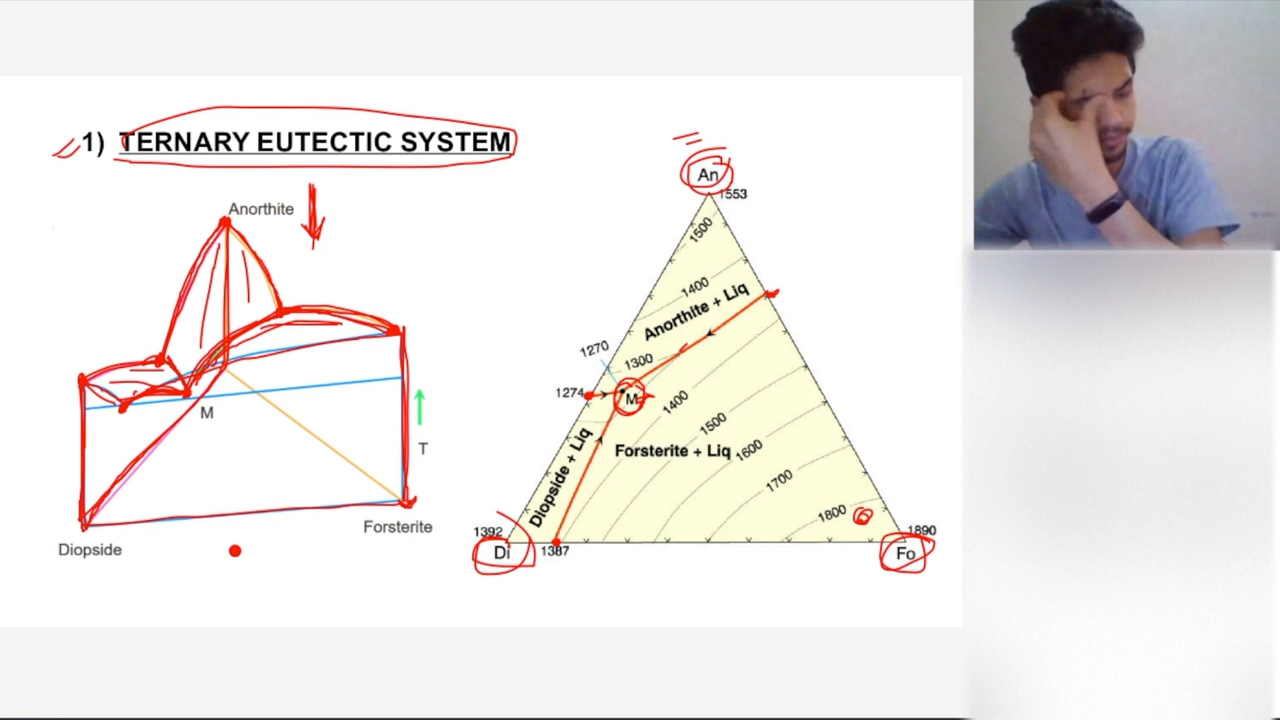 1) TERNARY EUTECTIC SYSTEM
Anorthite
M
T
Forsterite
Diopside
An
1553
1500
1400
Anorthite + Liq
1270
1300
1274
M
1400
1500
Forsterite + Liq
1600
Diopside + Liq
1700
1800
1392
1890
Di
1387
Fo